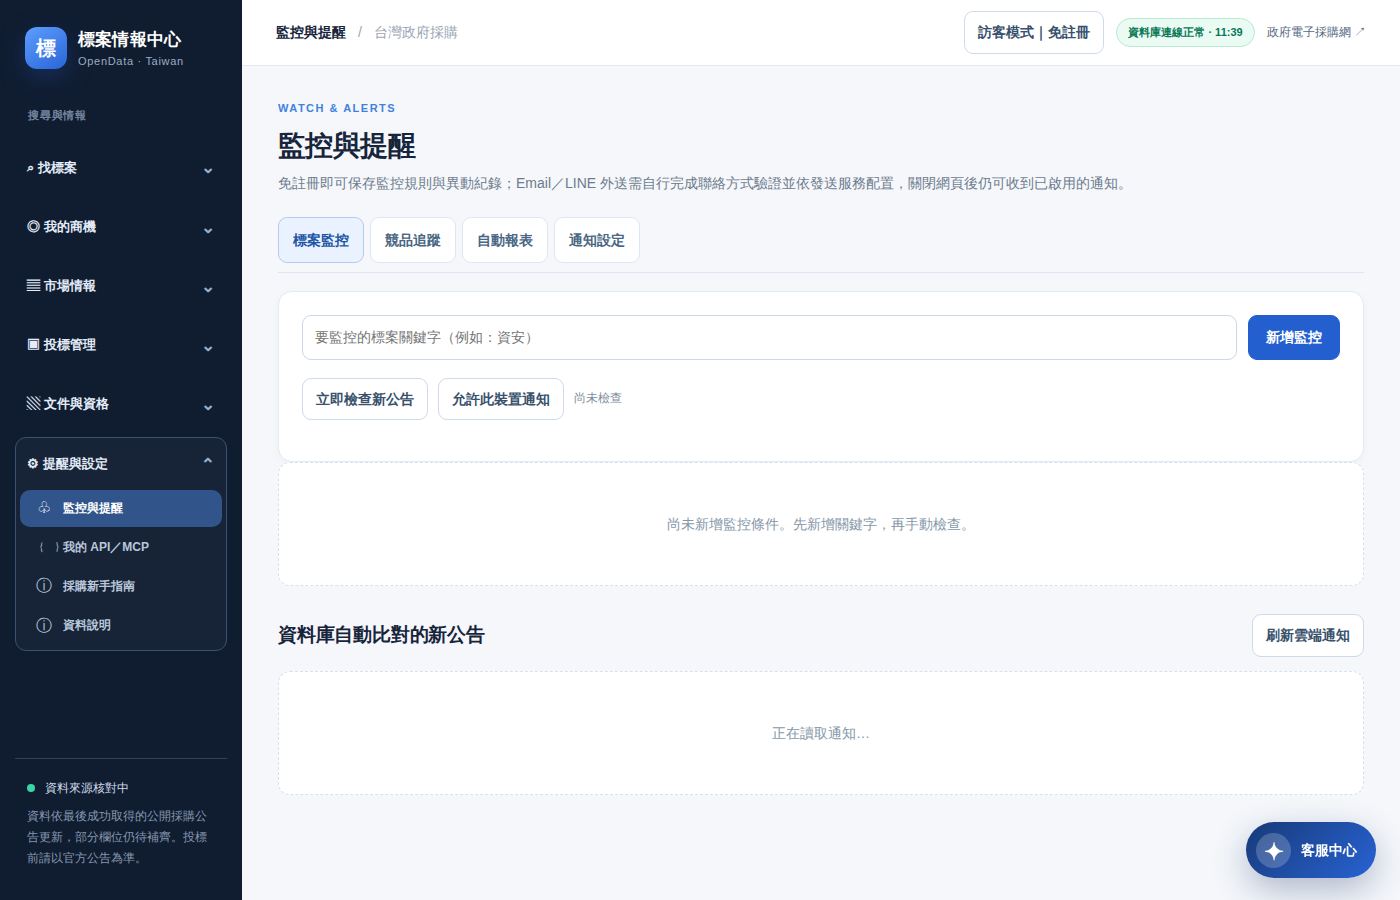 標
標案情報中心
OpenData · Taiwan
搜尋與情報
⌕ 找標案
◎ 我的商機
▤ 市場情報
▣ 投標管理
▧ 文件與資格
⚙ 提醒與設定
♧ 監控與提醒
｛ ｝ 我的 API／MCP
ⓘ 採購新手指南
ⓘ 資料說明
資料來源核對中
資料依最後成功取得的公開採購公
告更新，部分欄位仍待補齊。投標
前請以官方公告為準。
監控與提醒 / 台灣政府採購
訪客模式｜免註冊
資料庫連線正常 · 11:39
政府電子採購網 ↗
WATCH & ALERTS
監控與提醒
免註冊即可保存監控規則與異動紀錄；Email／LINE 外送需自行完成聯絡方式驗證並依發送服務配置，關閉網頁後仍可收到已啟用的通知。
標案監控 競品追蹤 自動報表 通知設定
要監控的標案關鍵字（例如：資安）
新增監控
立即檢查新公告 允許此裝置通知 尚未檢查
尚未新增監控條件。先新增關鍵字，再手動檢查。
資料庫自動比對的新公告
刷新雲端通知
正在讀取通知…
客服中心